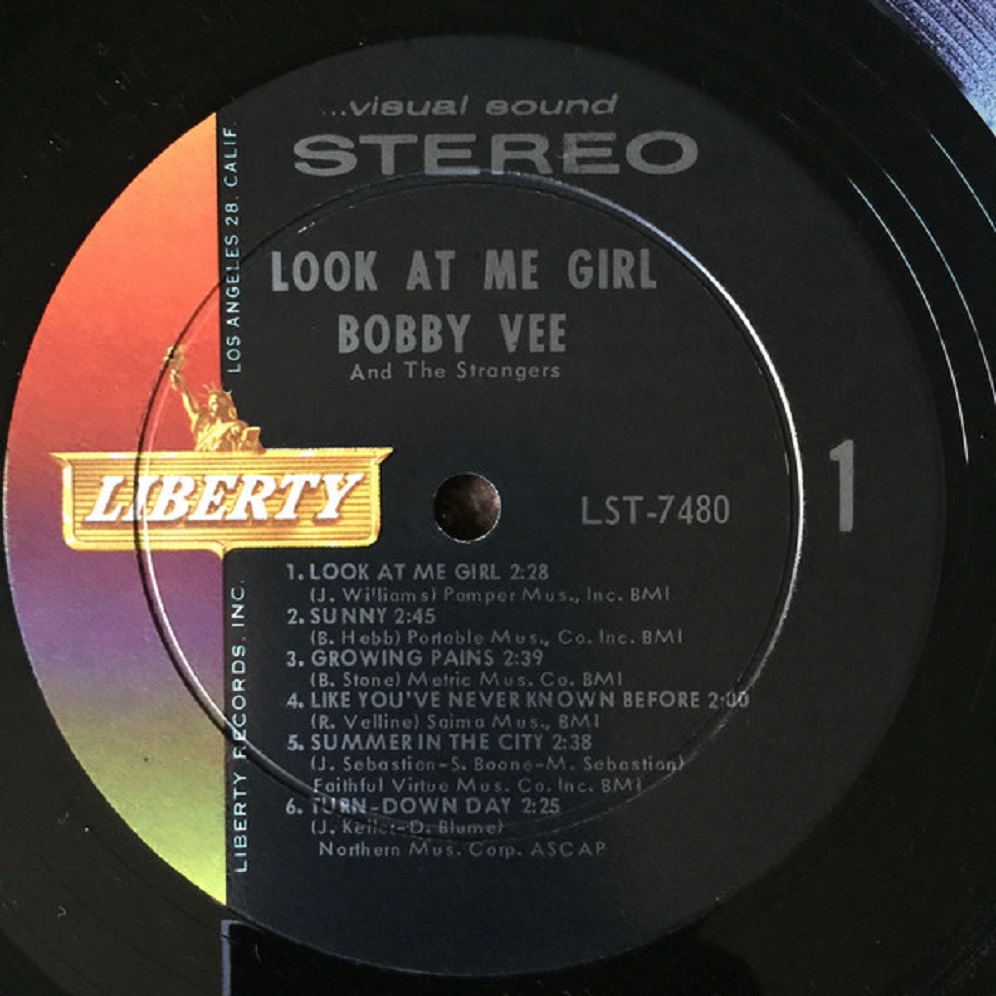 ...visual sound
STEREO
LOS ANGELES 28, CALIF.
LOOK AT ME GIRL
BOBBY VEE
And The Strangers
LIBERTY
LST-7480
1
1. LOOK AT ME GIRL 2:28
(J. Williams) Pamper Mus., Inc. BMI
2. SUNNY 2:45
(B. Hebb) Portable Mus., Co. Inc. BMI
3. GROWING PAINS 2:39
(B. Stone) Metric Mus. Co. BMI
4. LIKE YOU'VE NEVER KNOWN BEFORE 2:00
(R. Velline) Saima Mus., BMI
5. SUMMER IN THE CITY 2:38
(J. Sebastian-S. Boone-M. Sebastian)
Faithful Virtue Mus. Co. Inc. BMI
6. TURN-DOWN DAY 2:25
(J. Keller-D. Blume)
Northern Mus. Corp. ASCAP
LIBERTY RECORDS, INC.